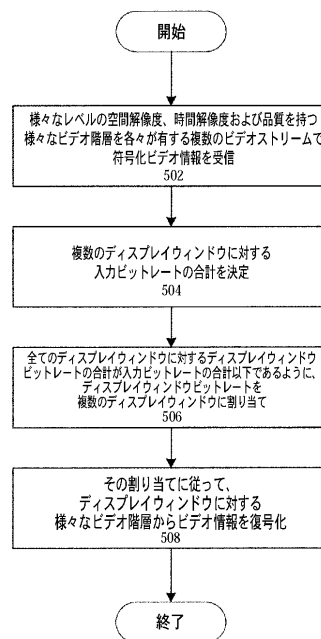 開始
様々なレベルの空間解像度、時間解像度および品質を持つ
様々なビデオ階層を各々が有する複数のビデオストリームで
符号化ビデオ情報を受信
502
複数のディスプレイウィンドウに対する
入力ビットレートの合計を決定
504
全てのディスプレイウィンドウに対するディスプレイウィンドウ
ビットレートの合計が入力ビットレートの合計以下であるように、
ディスプレイウィンドウビットレートを
複数のディスプレイウィンドウに割り当て
506
その割り当てに従って、
ディスプレイウィンドウに対する
様々なビデオ階層からビデオ情報を復号化
508
終了